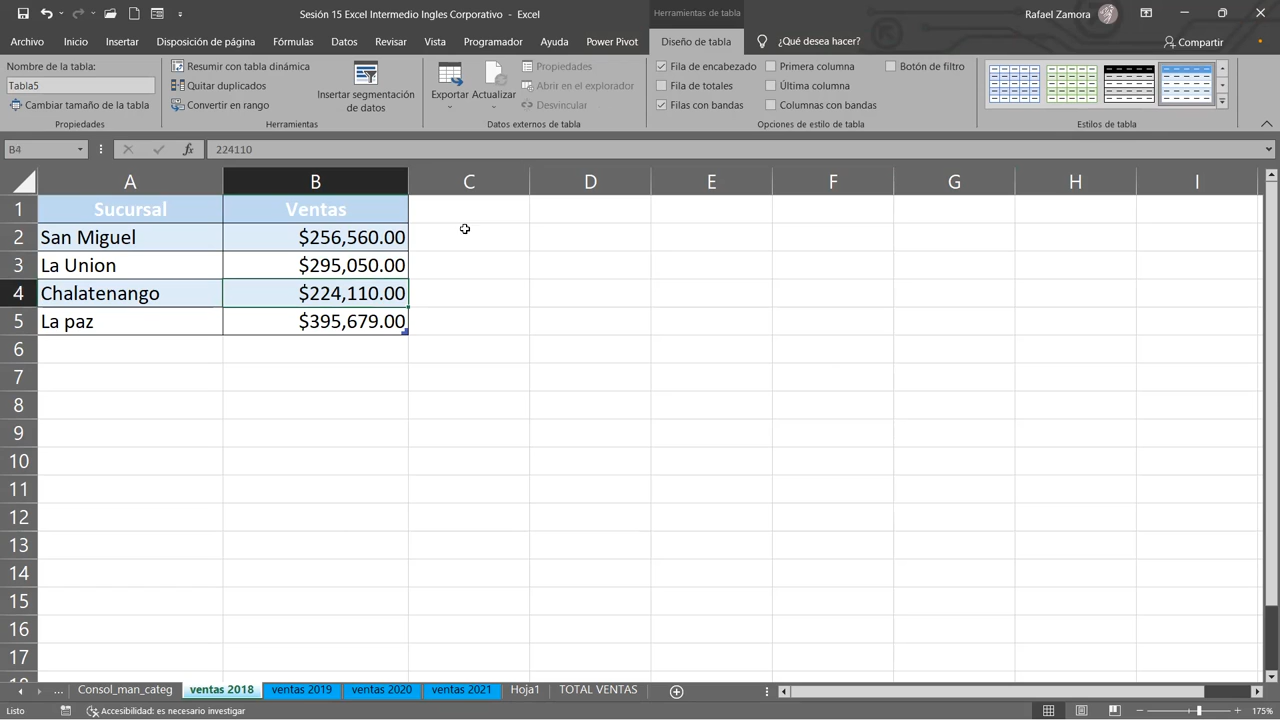 Sesión 15 Excel Intermedio Ingles Corporativo - Excel
Herramientas de tabla
Rafael Zamora
Archivo Inicio Insertar Disposición de página Fórmulas Datos Revisar Vista Programador Ayuda Power Pivot Diseño de tabla ¿Qué desea hacer? Compartir
Nombre de la tabla:
Tabla5
Cambiar tamaño de la tabla
Propiedades
Resumir con tabla dinámica
Quitar duplicados
Convertir en rango
Insertar segmentación
de datos
Herramientas
Exportar Actualizar
Propiedades
Abrir en el explorador
Desvincular
Datos externos de tabla
Fila de encabezado Primera columna Botón de filtro
Fila de totales Última columna
Filas con bandas Columnas con bandas
Opciones de estilo de tabla
Estilos de tabla
B4 fx 224110
A B C D E F G H I
1 Sucursal Ventas
2 San Miguel $256,560.00
3 La Union $295,050.00
4 Chalatenango $224,110.00
5 La paz $395,679.00
6
7
8
9
10
11
12
13
14
15
16
17
... Consol_man_categ ventas 2018 ventas 2019 ventas 2020 ventas 2021 Hoja1 TOTAL VENTAS
Listo Accesibilidad: es necesario investigar 175%